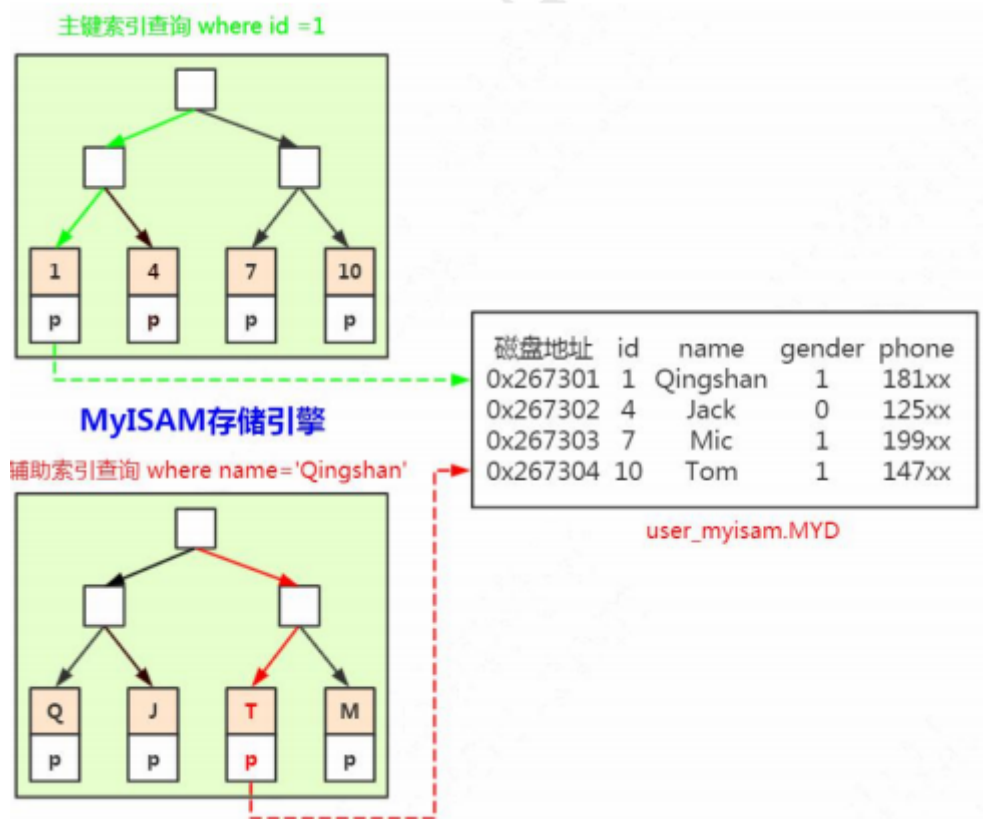 主键索引查询 where id =1
1 4 7 10
p p p p
磁盘地址 id name gender phone
0x267301 1 Qingshan 1 181xx
0x267302 4 Jack 0 125xx
0x267303 7 Mic 1 199xx
0x267304 10 Tom 1 147xx
user_myisam.MYD
MyISAM存储引擎
辅助索引查询 where name='Qingshan'
Q J T M
p p p p